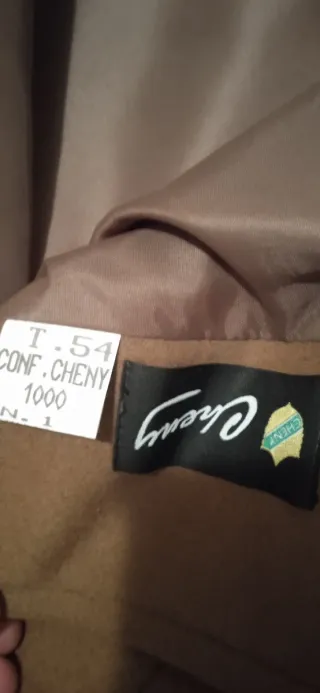 T.54
CONF.CHENY
1000
N- 1
Cheny
CHENY